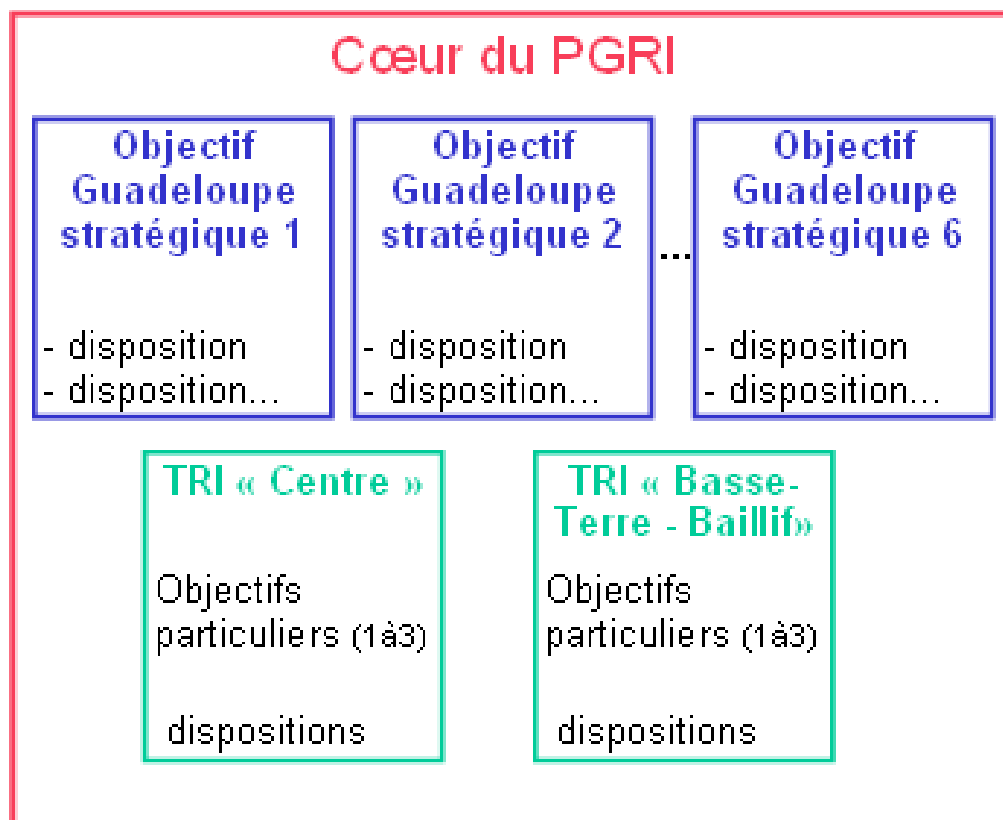 Cœur du PGRI
Objectif
Guadeloupe
stratégique 1
- disposition
- disposition...
Objectif
Guadeloupe
stratégique 2
- disposition
- disposition...
...
Objectif
Guadeloupe
stratégique 6
- disposition
- disposition...
TRI « Centre »
Objectifs
particuliers (1à3)
dispositions
TRI « Basse-
Terre - Baillif»
Objectifs
particuliers (1à3)
dispositions